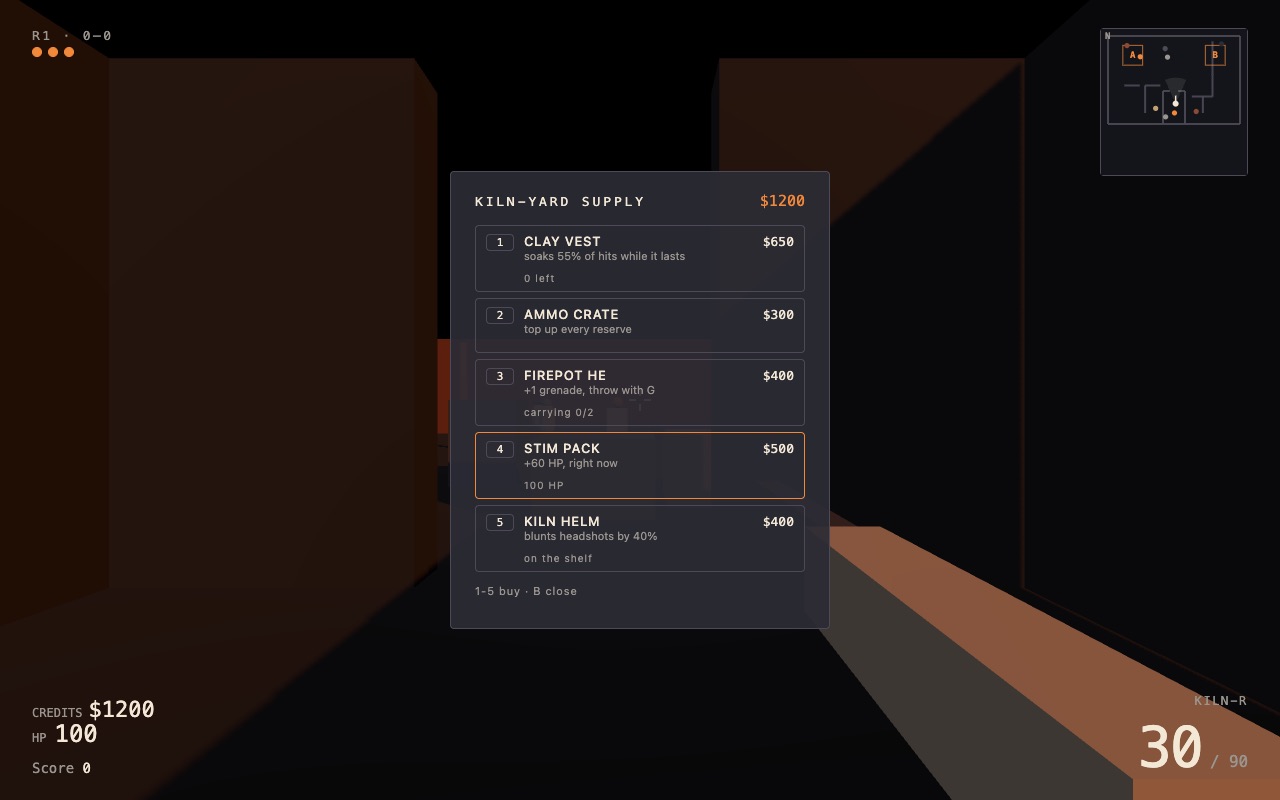 R1 · 0–0
N
A
B
KILN–YARD SUPPLY $1200
1 CLAY VEST $650
soaks 55% of hits while it lasts
0 left
2 AMMO CRATE $300
top up every reserve
3 FIREPOT HE $400
+1 grenade, throw with G
carrying 0/2
4 STIM PACK $500
+60 HP, right now
100 HP
5 KILN HELM $400
blunts headshots by 40%
on the shelf
1-5 buy · B close
CREDITS $1200
HP 100
Score 0
KILN–R
30 / 90